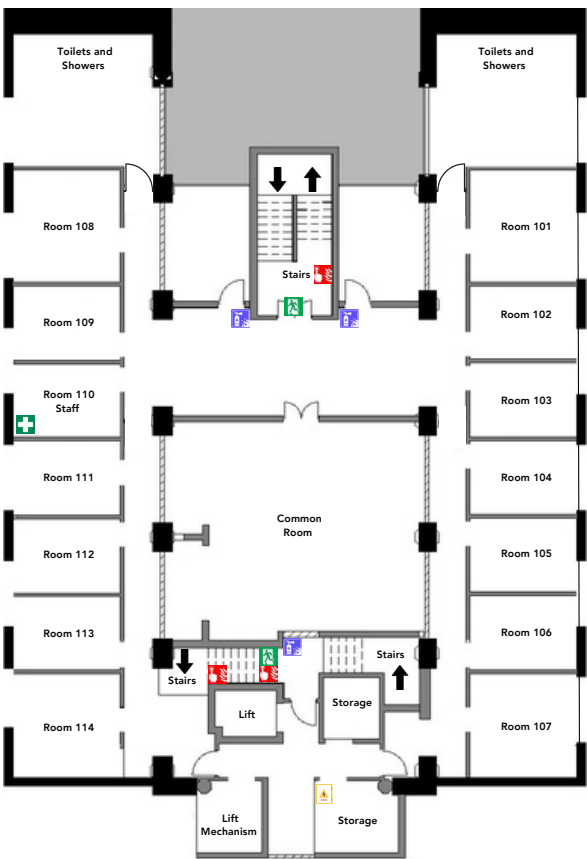 Toilets and
Showers
Toilets and
Showers
Room 108
Stairs
Room 101
Room 109
Room 102
Room 110
Staff
Room 103
Room 111
Room 104
Common
Room
Room 112
Room 105
Room 113
Room 106
Stairs
Stairs
Lift
Storage
Room 114
Room 107
Lift
Mechanism
Storage